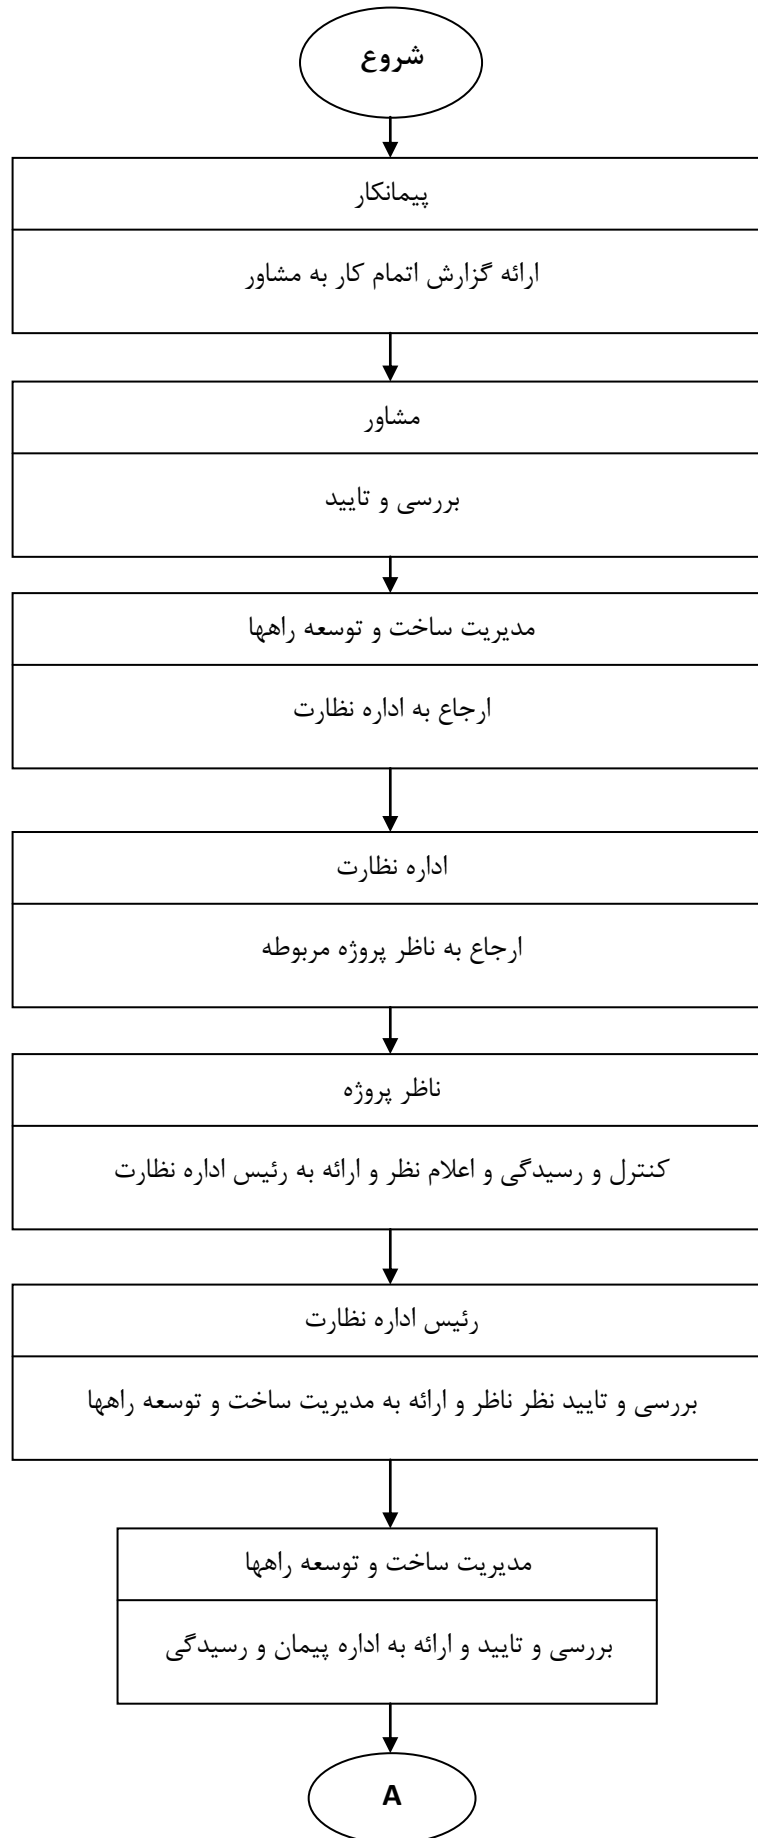 شروع
پیمانکار
ارائه گزارش اتمام کار به مشاور
مشاور
بررسی و تایید
مدیریت ساخت و توسعه راهها
ارجاع به اداره نظارت
اداره نظارت
ارجاع به ناظر پروژه مربوطه
ناظر پروژه
کنترل و رسیدگی و اعلام نظر و ارائه به رئیس اداره نظارت
رئیس اداره نظارت
بررسی و تایید نظر ناظر و ارائه به مدیریت ساخت و توسعه راهها
مدیریت ساخت و توسعه راهها
بررسی و تایید و ارائه به اداره پیمان و رسیدگی
A